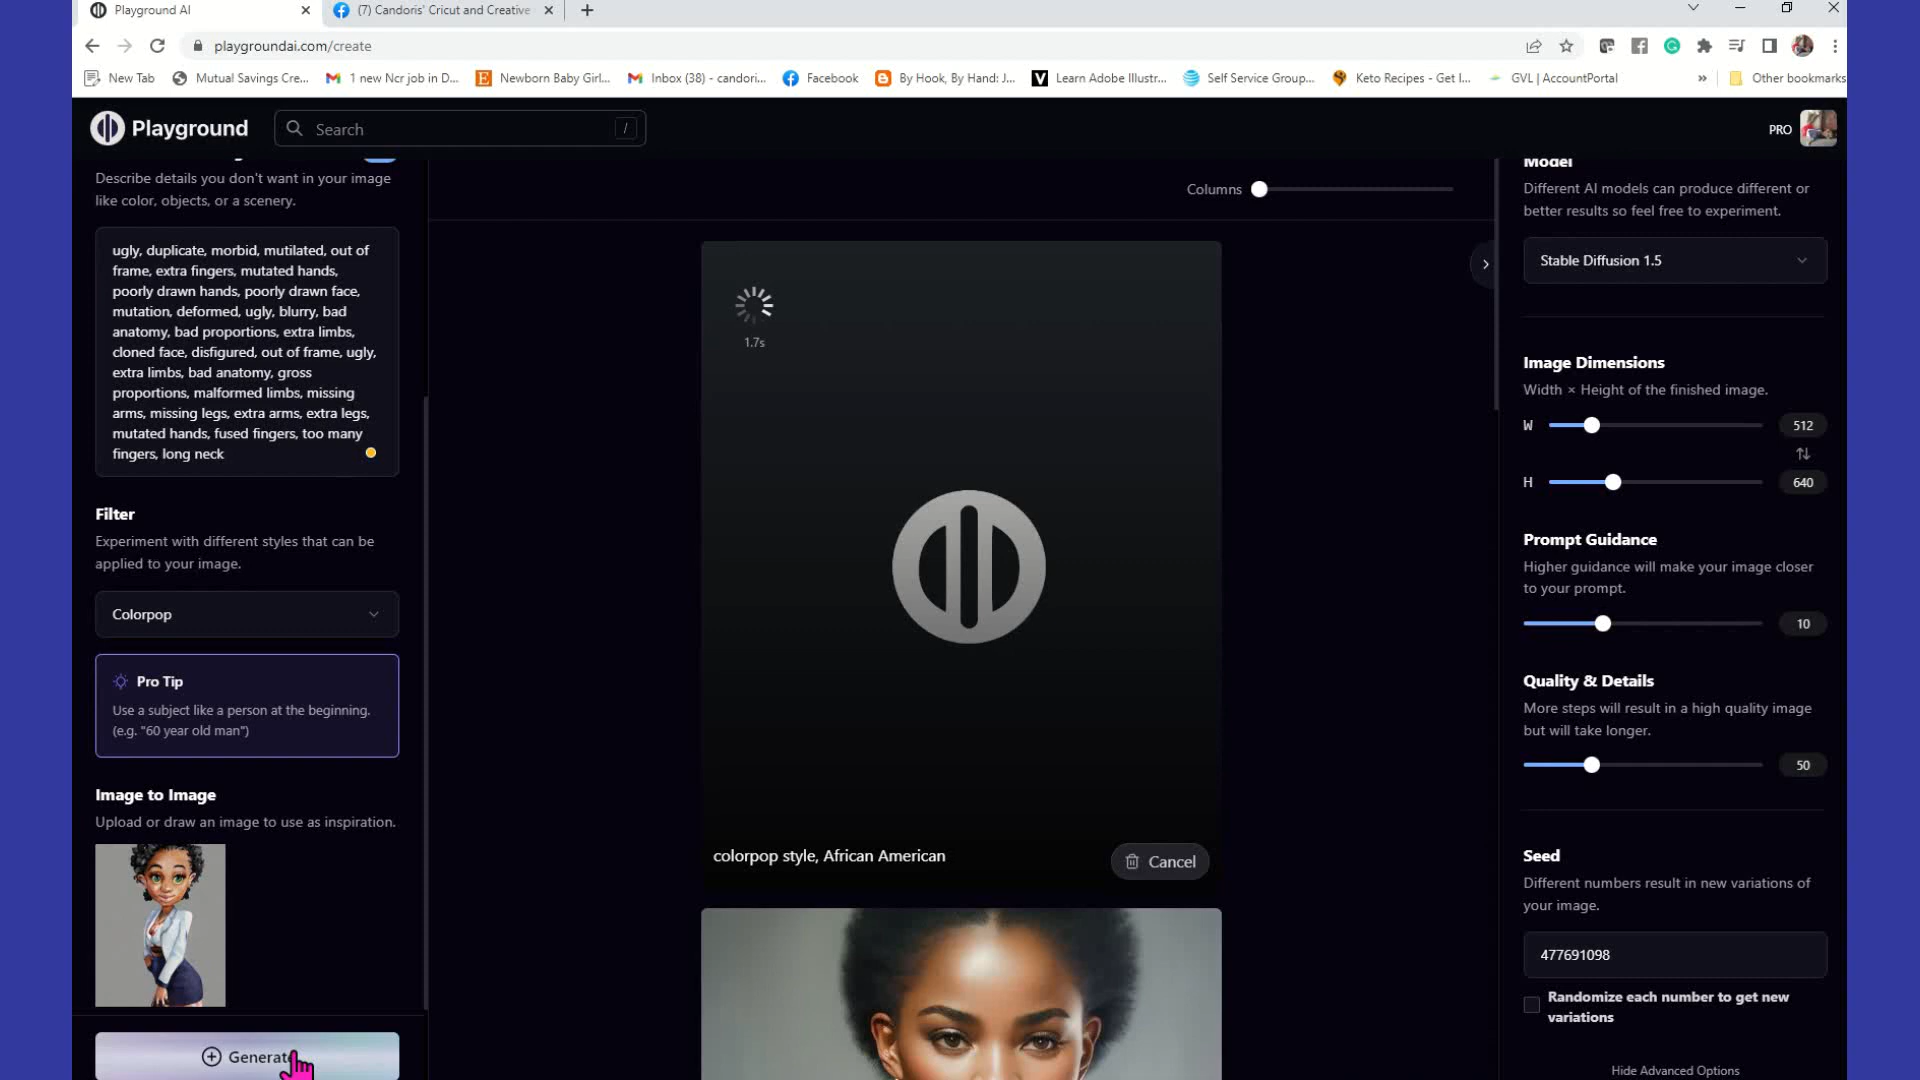 Playground AI
(7) Candoris' Cricut and Creative
playgroundai.com/create
New Tab
Mutual Savings Cre...
1 new Ncr job in D...
Newborn Baby Girl...
Inbox (38) - candori...
Facebook
By Hook, By Hand: J...
Learn Adobe Illustr...
Self Service Group...
Keto Recipes - Get I...
GVL | AccountPortal
»
Other bookmarks
Playground
Search
/
PRO
Describe details you don't want in your image
like color, objects, or a scenery.
ugly, duplicate, morbid, mutilated, out of
frame, extra fingers, mutated hands,
poorly drawn hands, poorly drawn face,
mutation, deformed, ugly, blurry, bad
anatomy, bad proportions, extra limbs,
cloned face, disfigured, out of frame, ugly,
extra limbs, bad anatomy, gross
proportions, malformed limbs, missing
arms, missing legs, extra arms, extra legs,
mutated hands, fused fingers, too many
fingers, long neck
Filter
Experiment with different styles that can be
applied to your image.
Colorpop
Pro Tip
Use a subject like a person at the beginning.
(e.g. "60 year old man")
Image to Image
Upload or draw an image to use as inspiration.
Generate
Columns
1.7s
colorpop style, African American
Cancel
Model
Different AI models can produce different or
better results so feel free to experiment.
Stable Diffusion 1.5
Image Dimensions
Width × Height of the finished image.
W
512
H
640
Prompt Guidance
Higher guidance will make your image closer
to your prompt.
10
Quality & Details
More steps will result in a high quality image
but will take longer.
50
Seed
Different numbers result in new variations of
your image.
477691098
Randomize each number to get new
variations
Hide Advanced Options